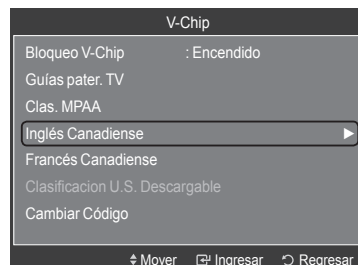 V-Chip
Bloqueo V-Chip : Encendido
Guías pater. TV
Clas. MPAA
Inglés Canadiense
Francés Canadiense
Clasificacion U.S. Descargable
Cambiar Código
Mover Ingresar Regresar